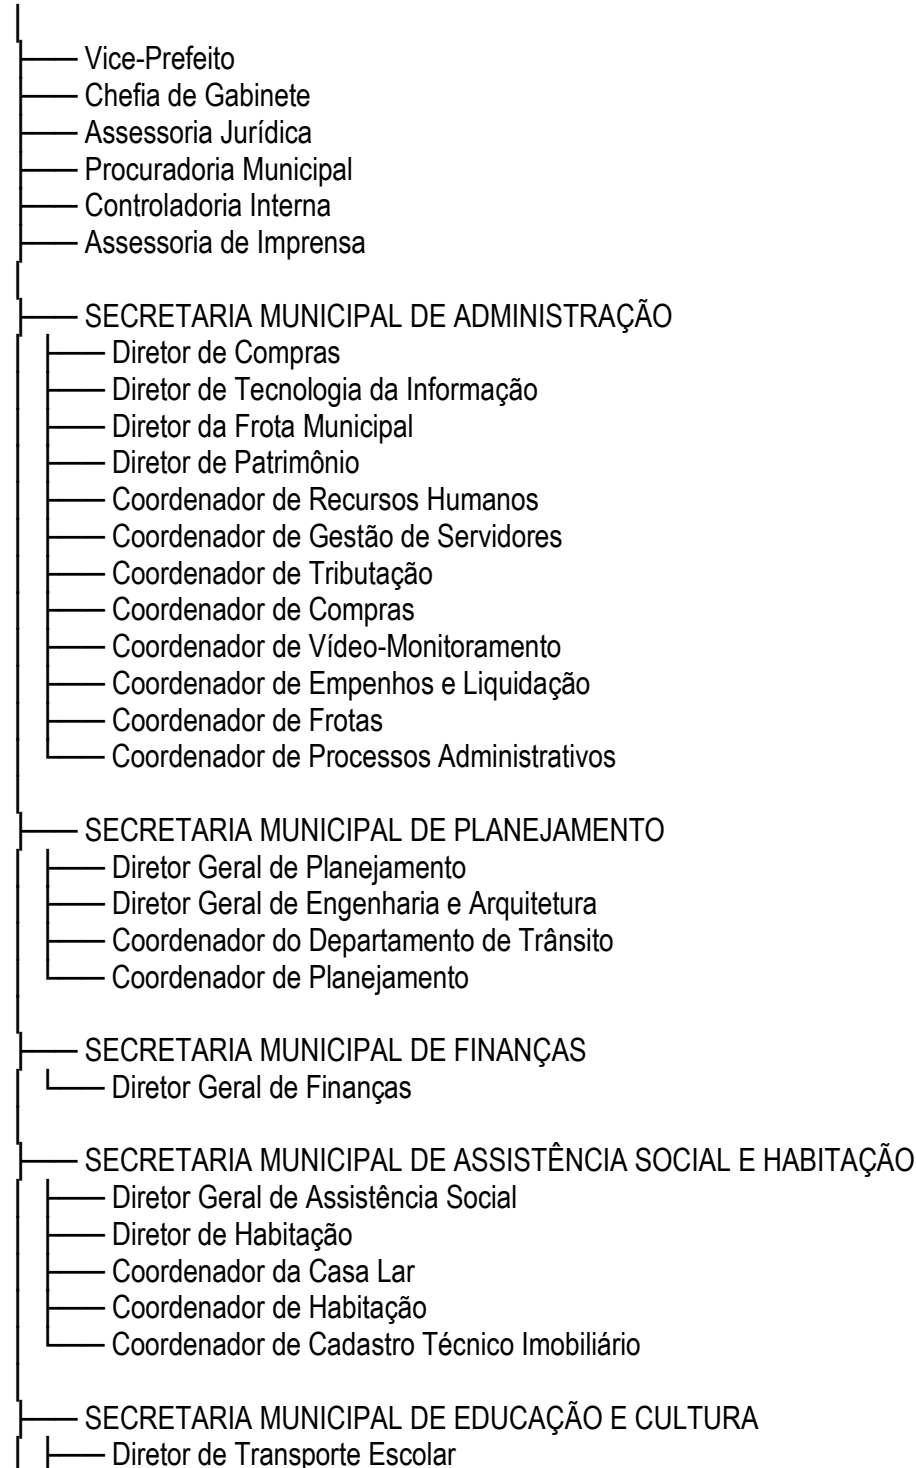 Vice-Prefeito
Chefia de Gabinete
Assessoria Jurídica
Procuradoria Municipal
Controladoria Interna
Assessoria de Imprensa
SECRETARIA MUNICIPAL DE ADMINISTRAÇÃO
Diretor de Compras
Diretor de Tecnologia da Informação
Diretor da Frota Municipal
Diretor de Patrimônio
Coordenador de Recursos Humanos
Coordenador de Gestão de Servidores
Coordenador de Tributação
Coordenador de Compras
Coordenador de Vídeo-Monitoramento
Coordenador de Empenhos e Liquidação
Coordenador de Frotas
Coordenador de Processos Administrativos
SECRETARIA MUNICIPAL DE PLANEJAMENTO
Diretor Geral de Planejamento
Diretor Geral de Engenharia e Arquitetura
Coordenador do Departamento de Trânsito
Coordenador de Planejamento
SECRETARIA MUNICIPAL DE FINANÇAS
Diretor Geral de Finanças
SECRETARIA MUNICIPAL DE ASSISTÊNCIA SOCIAL E HABITAÇÃO
Diretor Geral de Assistência Social
Diretor de Habitação
Coordenador da Casa Lar
Coordenador de Habitação
Coordenador de Cadastro Técnico Imobiliário
SECRETARIA MUNICIPAL DE EDUCAÇÃO E CULTURA
Diretor de Transporte Escolar